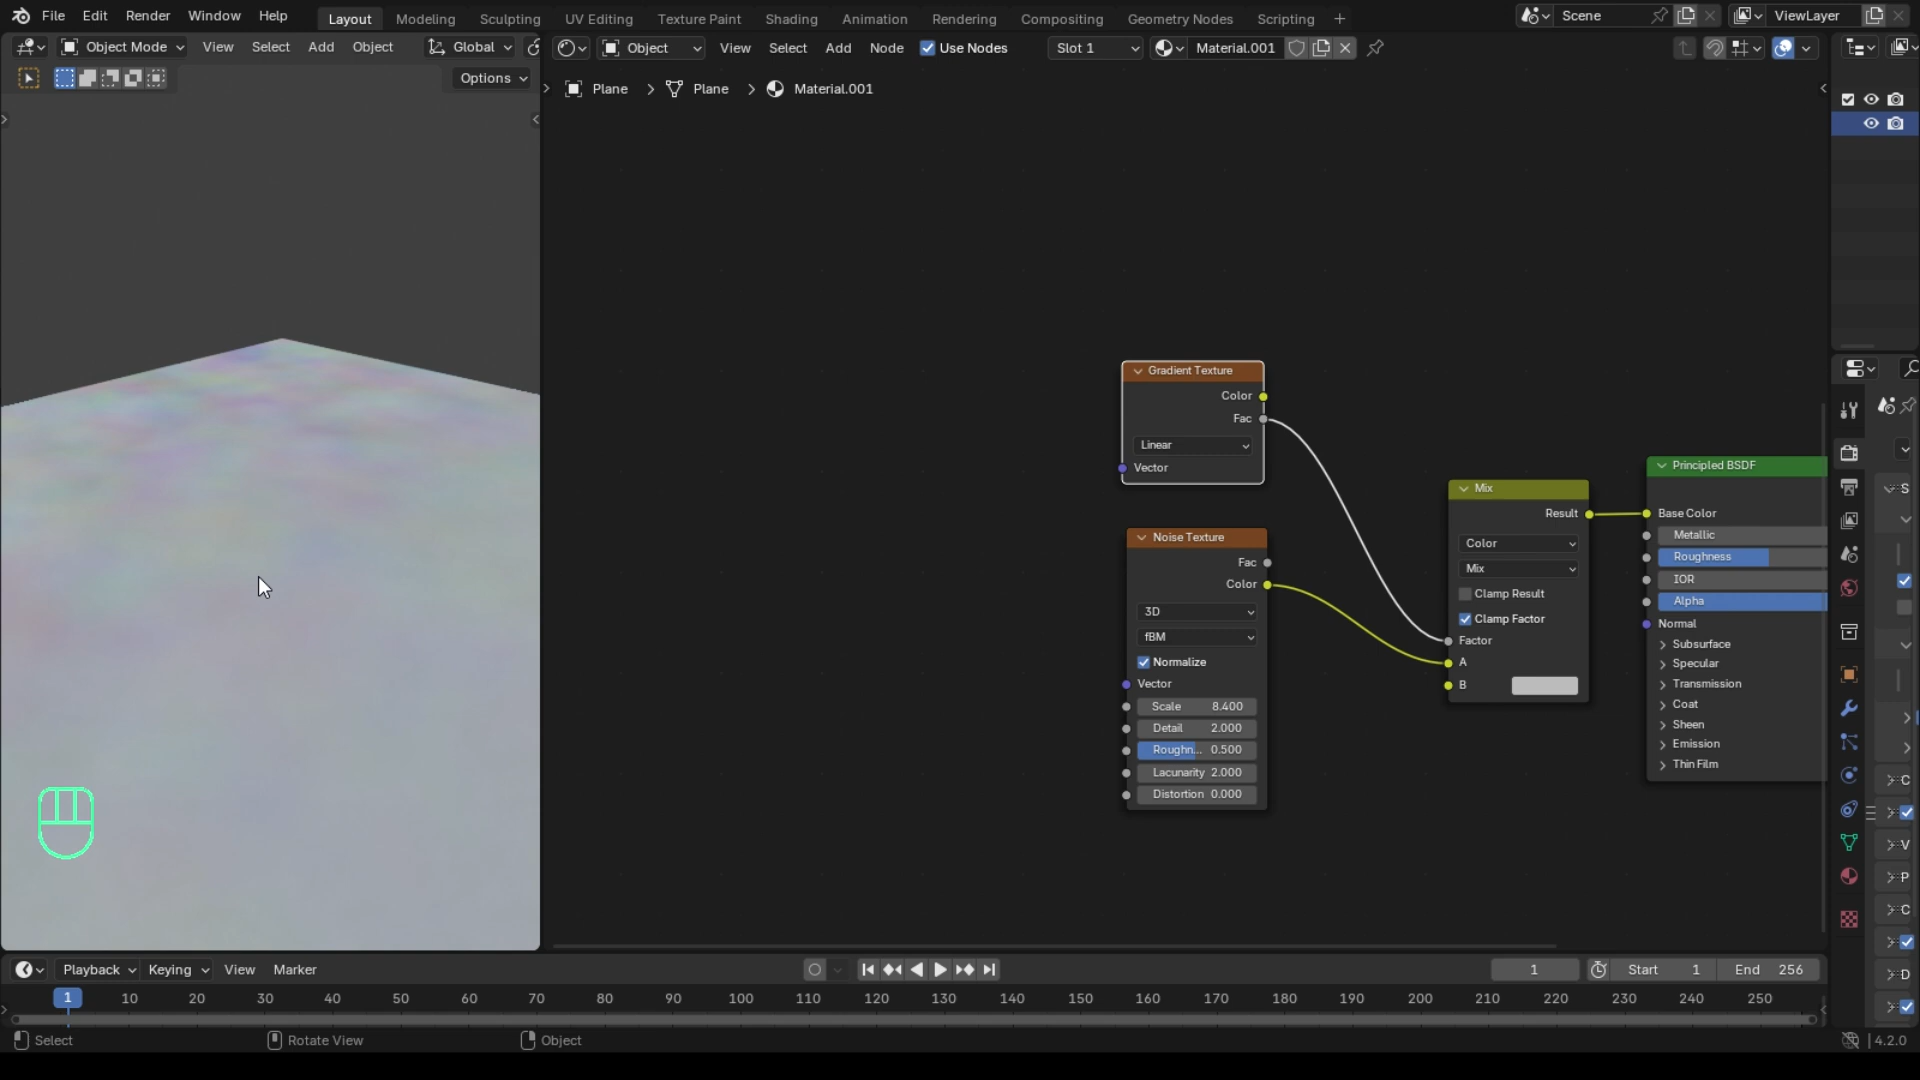 File Edit Render Window Help Layout Modeling Sculpting UV Editing Texture Paint Shading Animation Rendering Compositing Geometry Nodes Scripting + Scene ViewLayer
Object Mode View Select Add Object Global Object View Select Add Node Use Nodes Slot 1 Material.001
Options
Plane > Plane > Material.001
Gradient Texture
Color
Fac
Linear
Vector
Noise Texture
Fac
Color
3D
fBM
Normalize
Vector
Scale 8.400
Detail 2.000
Roughn... 0.500
Lacunarity 2.000
Distortion 0.000
Mix
Result
Color
Mix
Clamp Result
Clamp Factor
Factor
A
B
Principled BSDF
Base Color
Metallic
Roughness
IOR
Alpha
Normal
Subsurface
Specular
Transmission
Coat
Sheen
Emission
Thin Film
S
C
V
P
C
D
Playback Keying View Marker 1 Start 1 End 256
1 10 20 30 40 50 60 70 80 90 100 110 120 130 140 150 160 170 180 190 200 210 220 230 240 250
Select Rotate View Object 4.2.0